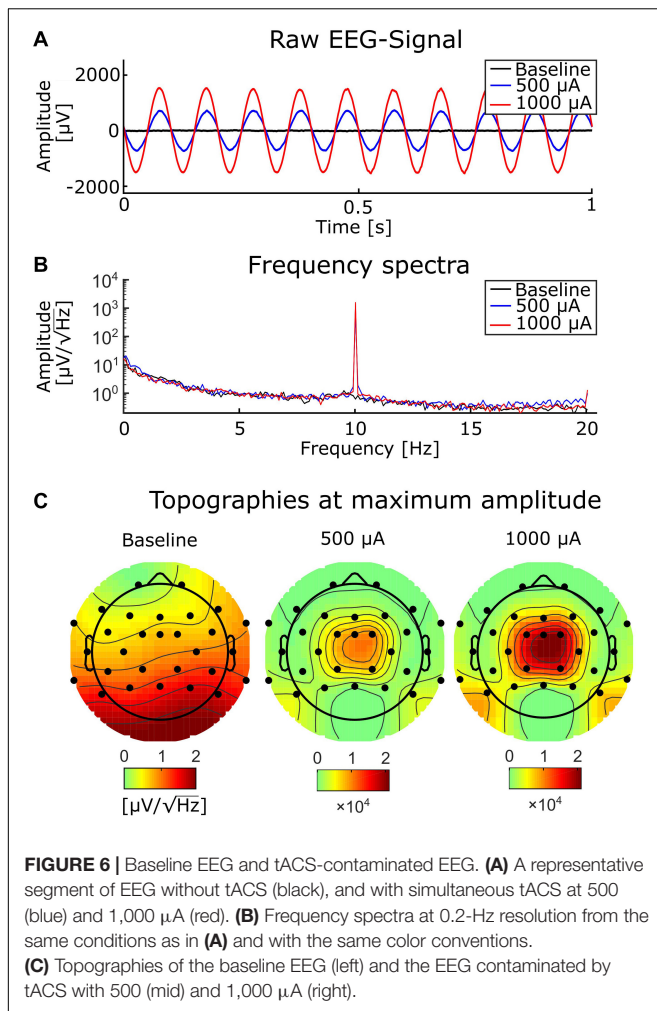 A
Raw EEG-Signal
Amplitude
[µV]
2000
0
-2000
Baseline
500 µA
1000 µA
0
0.5
1
Time [s]
B
Frequency spectra
Amplitude
[µV/√Hz]
10⁴
10³
10²
10¹
10⁰
Baseline
500 µA
1000 µA
0
5
10
15
20
Frequency [Hz]
C
Topographies at maximum amplitude
Baseline
500 µA
1000 µA
0 1 2
[µV/√Hz]
0 1 2
×10⁴
0 1 2
×10⁴
FIGURE 6 | Baseline EEG and tACS-contaminated EEG. (A) A representative
segment of EEG without tACS (black), and with simultaneous tACS at 500
(blue) and 1,000 µA (red). (B) Frequency spectra at 0.2-Hz resolution from the
same conditions as in (A) and with the same color conventions.
(C) Topographies of the baseline EEG (left) and the EEG contaminated by
tACS with 500 (mid) and 1,000 µA (right).